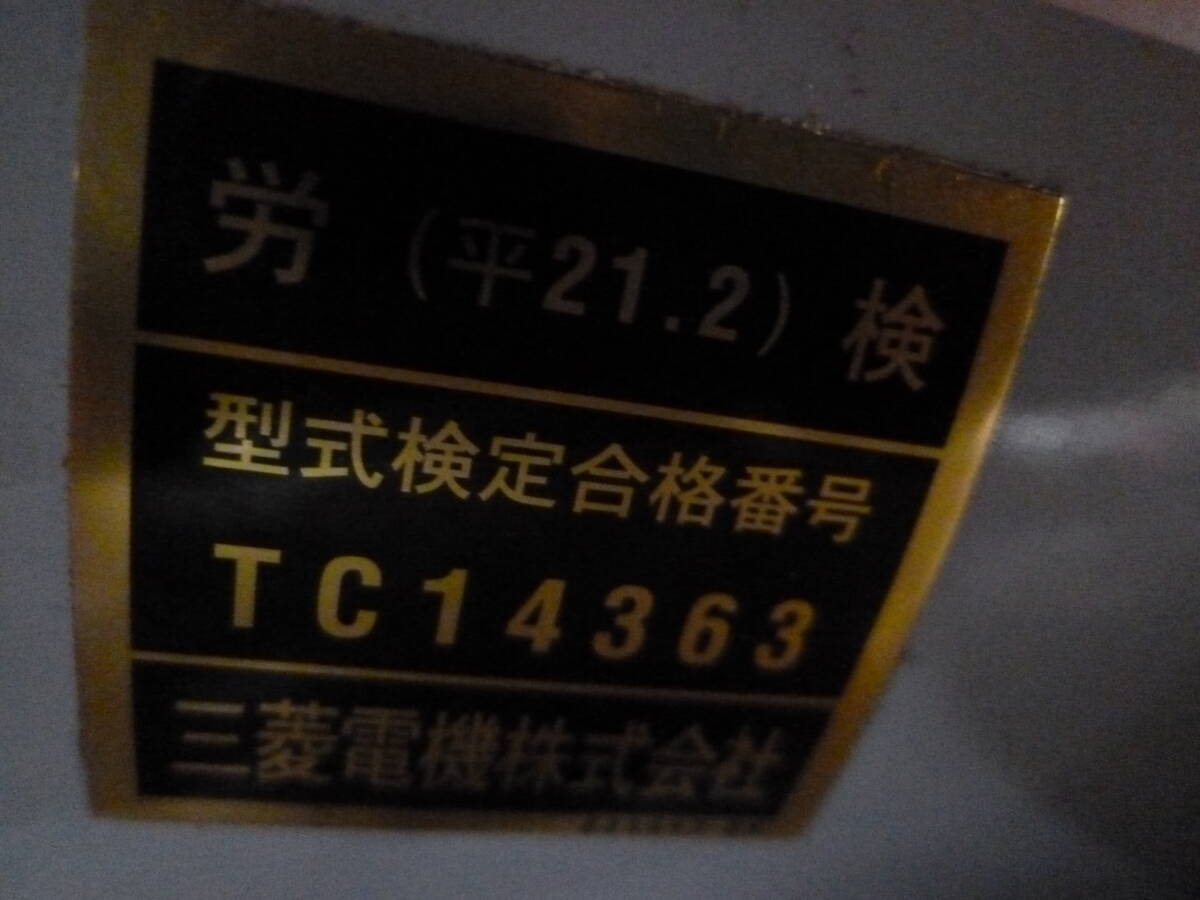 労（平21.2）検
型式検定合格番号
TC14363
三菱電機株式会社